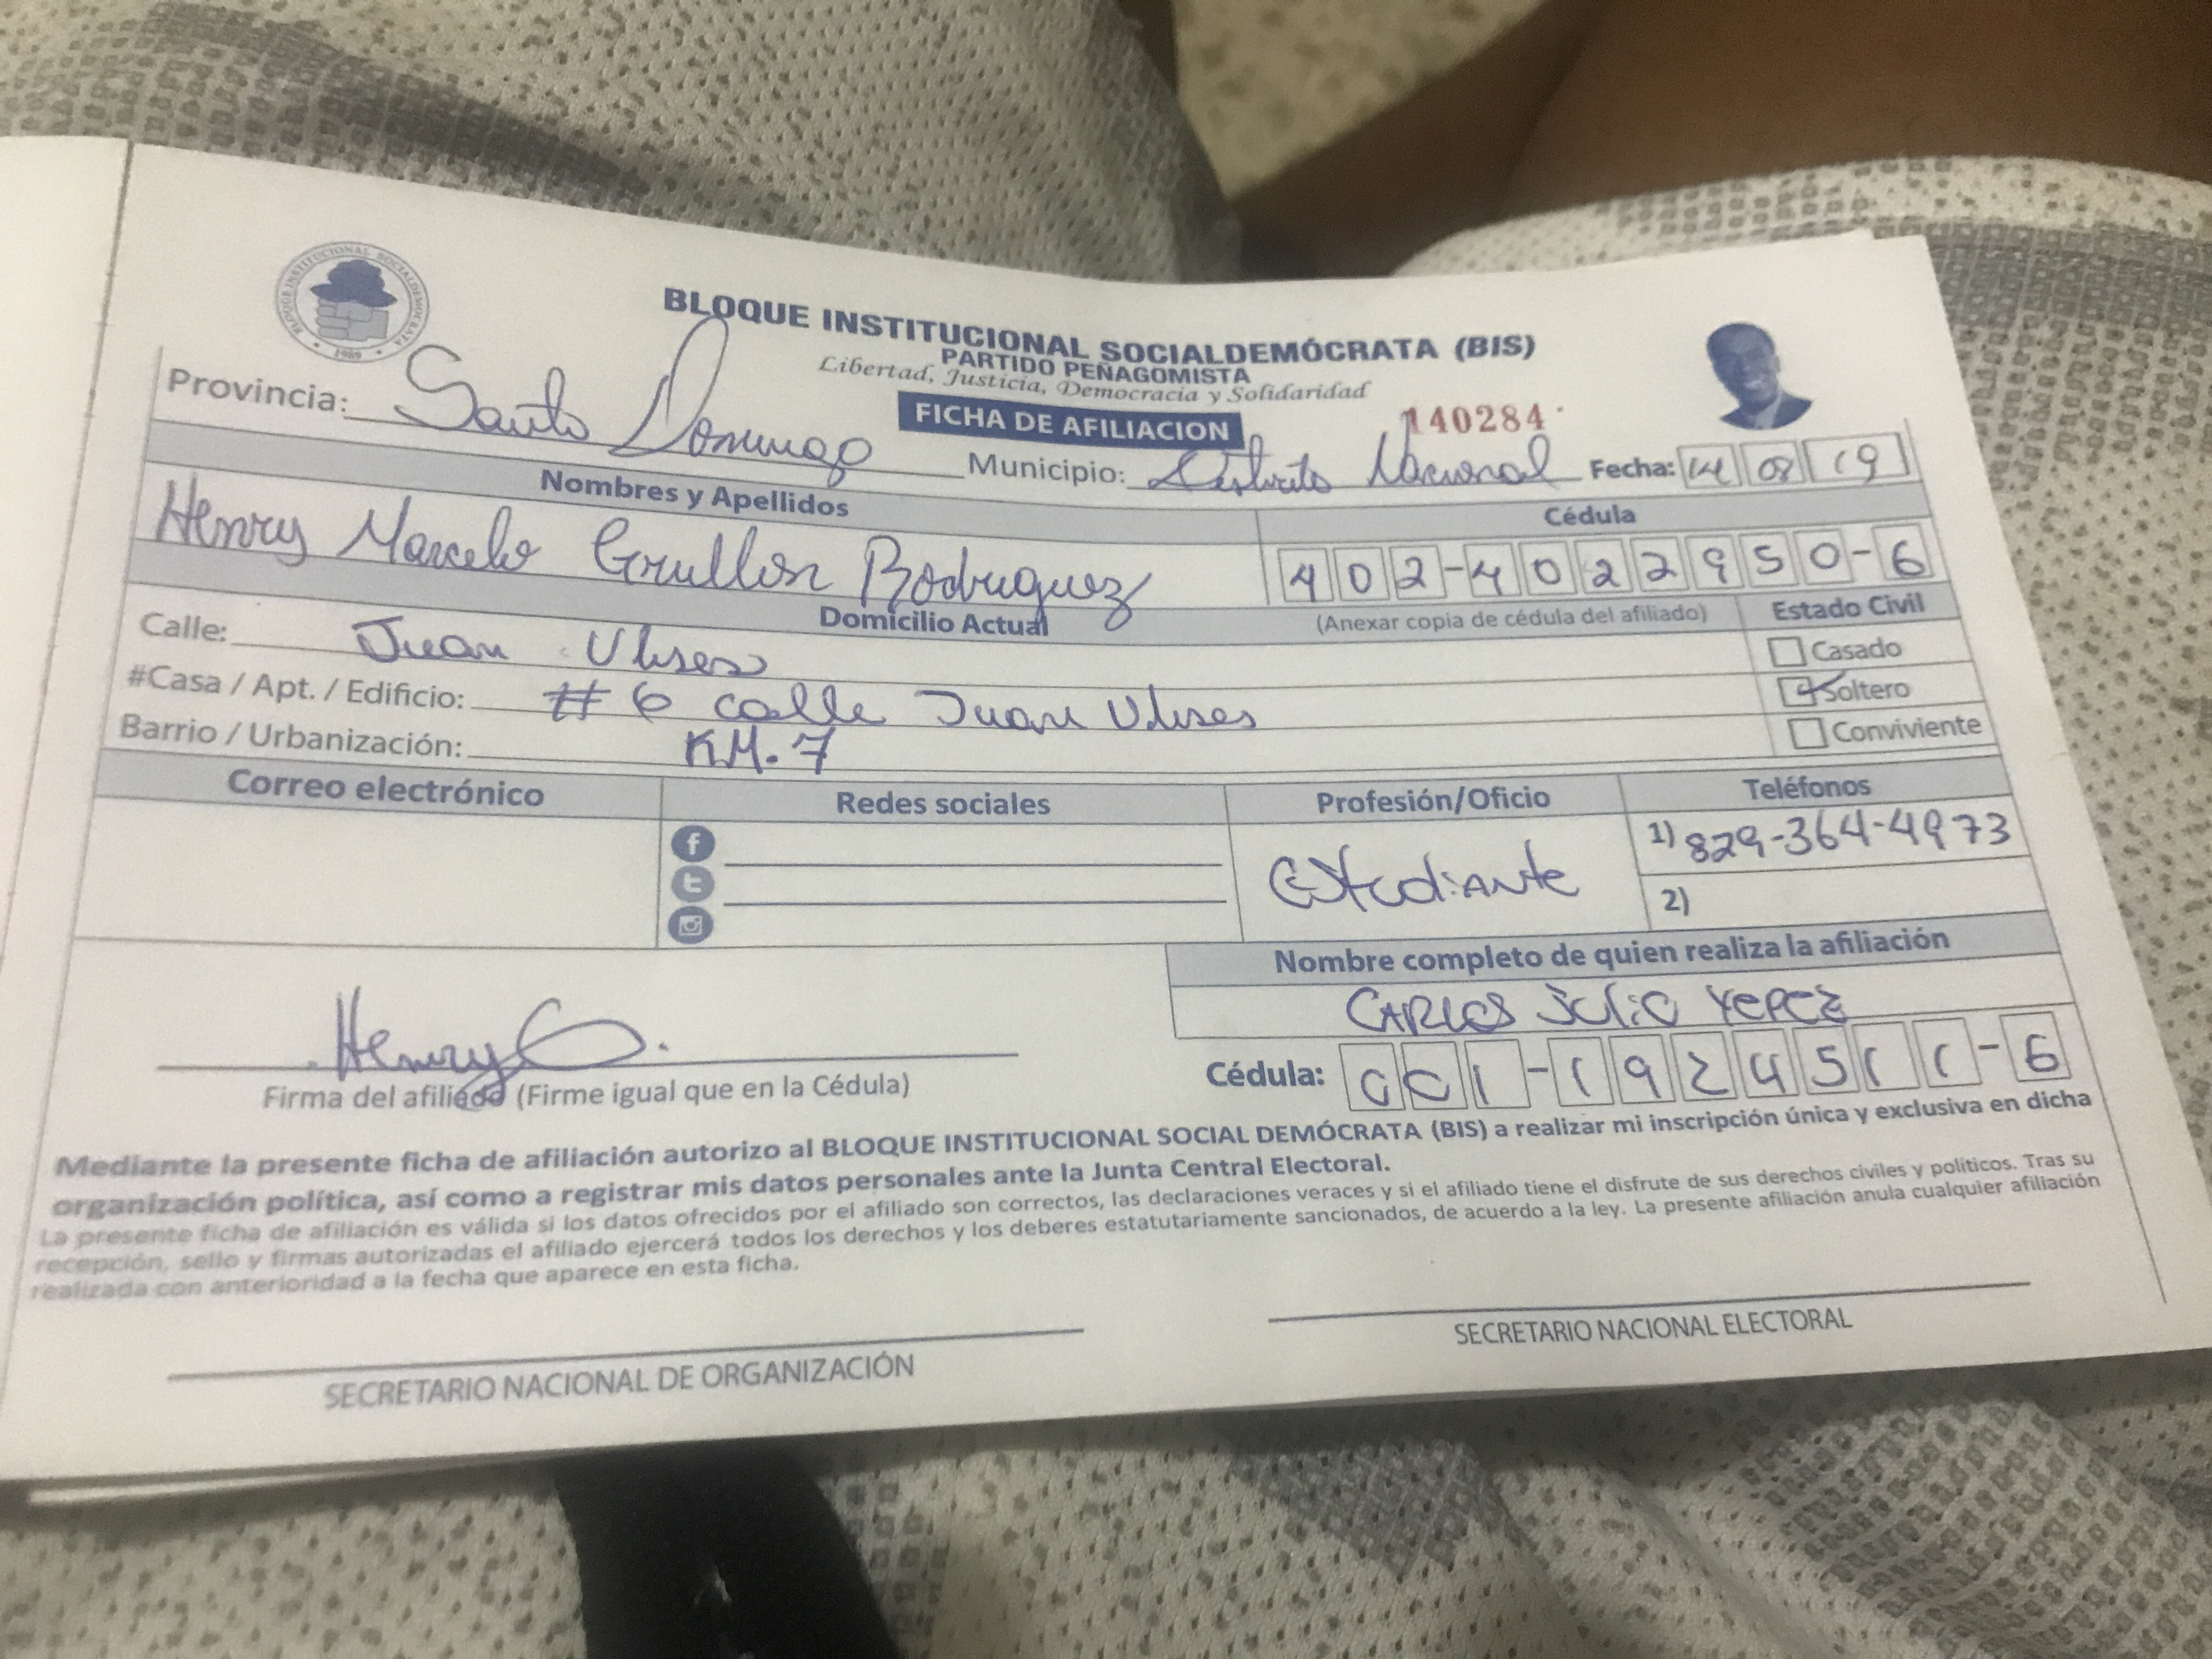 BLOQUE INSTITUCIONAL SOCIALDEMOCRATA
1989
BLOQUE INSTITUCIONAL SOCIALDEMÓCRATA (BIS)
PARTIDO PEÑAGOMISTA
Libertad, Justicia, Democracia y Solidaridad
FICHA DE AFILIACION
140284
Provincia: Santo Domingo Municipio: Distrito Nacional Fecha: 14 08 19
Nombres y Apellidos Cédula
Henry Marcelo Grullon Rodriguez 402-4022950-6
Domicilio Actual (Anexar copia de cédula del afiliado) Estado Civil
Calle: Juan Ulises Casado
#Casa / Apt. / Edificio: # 6 calle Juan Ulises Soltero
Barrio / Urbanización: KM. 7 Conviviente
Correo electrónico Redes sociales Profesión/Oficio Teléfonos
Estudiante 1) 829-364-4973
2)
Nombre completo de quien realiza la afiliación
CARLOS Julio YePez
Henry G.
Firma del afiliado (Firme igual que en la Cédula) Cédula: 001-1924511-6
Mediante la presente ficha de afiliación autorizo al BLOQUE INSTITUCIONAL SOCIAL DEMÓCRATA (BIS) a realizar mi inscripción única y exclusiva en dicha
organización política, así como a registrar mis datos personales ante la Junta Central Electoral.
La presente ficha de afiliación es válida si los datos ofrecidos por el afiliado son correctos, las declaraciones veraces y si el afiliado tiene el disfrute de sus derechos civiles y políticos. Tras su
recepción, sello y firmas autorizadas el afiliado ejercerá todos los derechos y los deberes estatutariamente sancionados, de acuerdo a la ley. La presente afiliación anula cualquier afiliación
realizada con anterioridad a la fecha que aparece en esta ficha.
SECRETARIO NACIONAL DE ORGANIZACIÓN SECRETARIO NACIONAL ELECTORAL